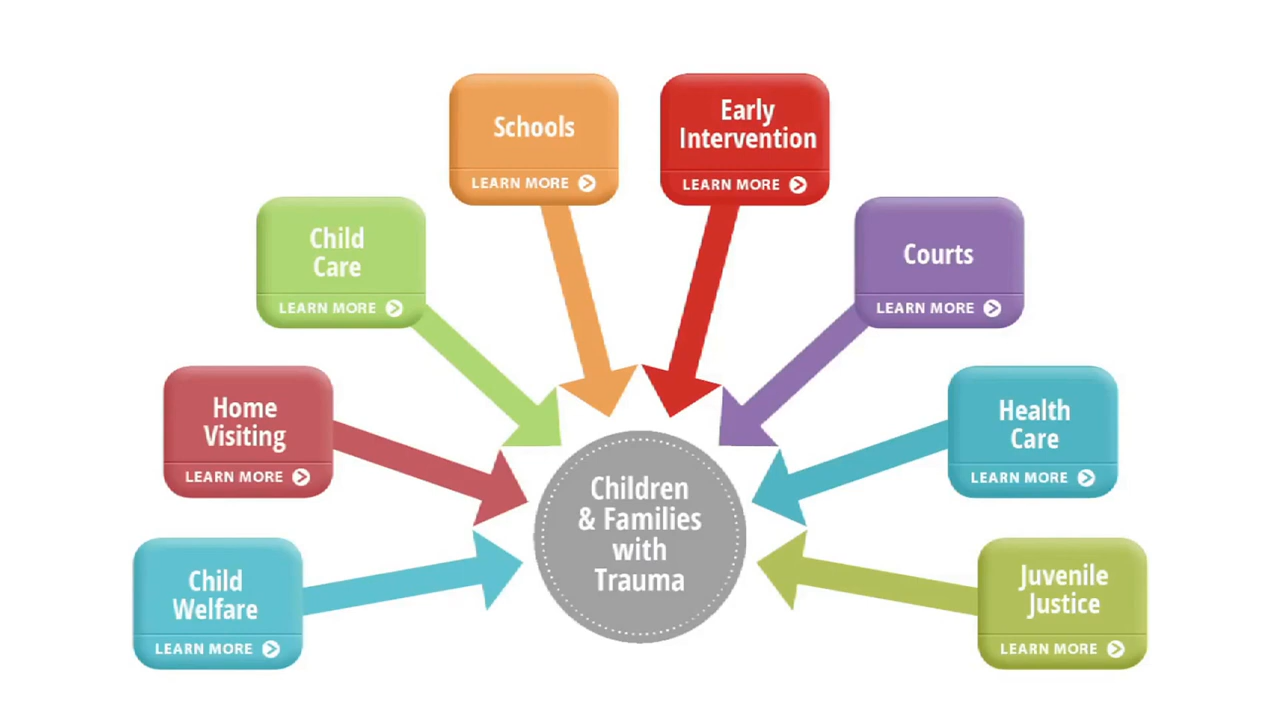 Schools
LEARN MORE
Early
Intervention
LEARN MORE
Child
Care
LEARN MORE
Courts
LEARN MORE
Home
Visiting
LEARN MORE
Health
Care
LEARN MORE
Children
& Families
with
Trauma
Child
Welfare
LEARN MORE
Juvenile
Justice
LEARN MORE